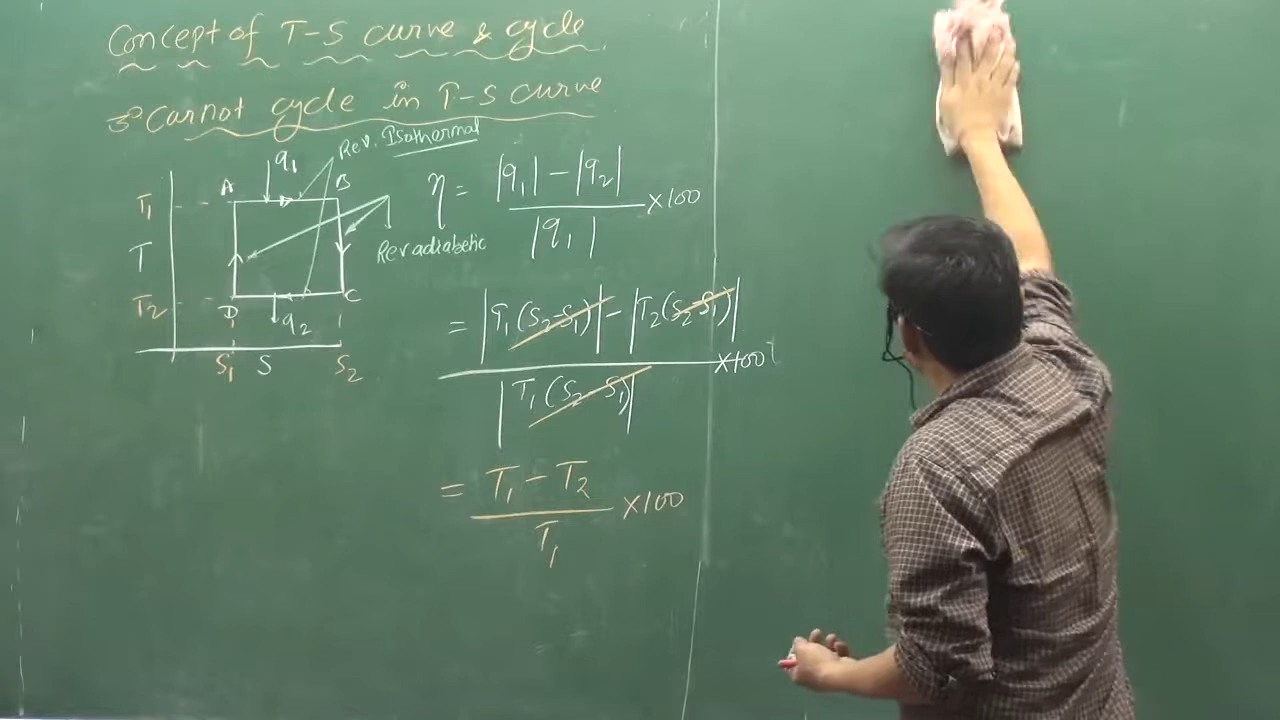 Concept of T-S curve & cycle
Carnot cycle in T-S curve
Rev. Isothermal
q1
A B
T1
T
Rev adiabetic
T2
D C
q2
S1 S S2
η = |q1| - |q2| / |q1| ×100
= |T1(S2-S1)| - |T2(S2-S1)| / |T1(S2-S1)| ×100
= T1 - T2 / T1 ×100